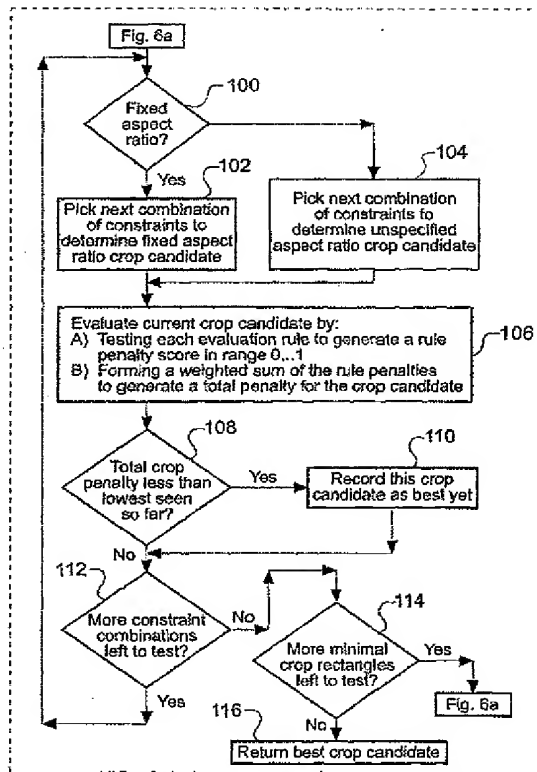 Fig. 6a
100
Fixed
aspect
ratio?
102
104
Yes
Pick next combination
of constraints to
determine fixed aspect
ratio crop candidate
Pick next combination
of constraints to
determine unspecified
aspect ratio crop candidate
Evaluate current crop candidate by:
A) Testing each evaluation rule to generate a rule
penalty score in range 0,..1
B) Forming a weighted sum of the rule penalties
to generate a total penalty for the crop candidate
106
108
110
Total crop
penalty less than
lowest seen
so far?
Yes
Record this crop
candidate as best yet
No
112
More constraint
combinations
left to test?
No
114
More minimal
crop rectangles
left to test?
Yes
Yes
Fig. 6a
116
No
Return best crop candidate